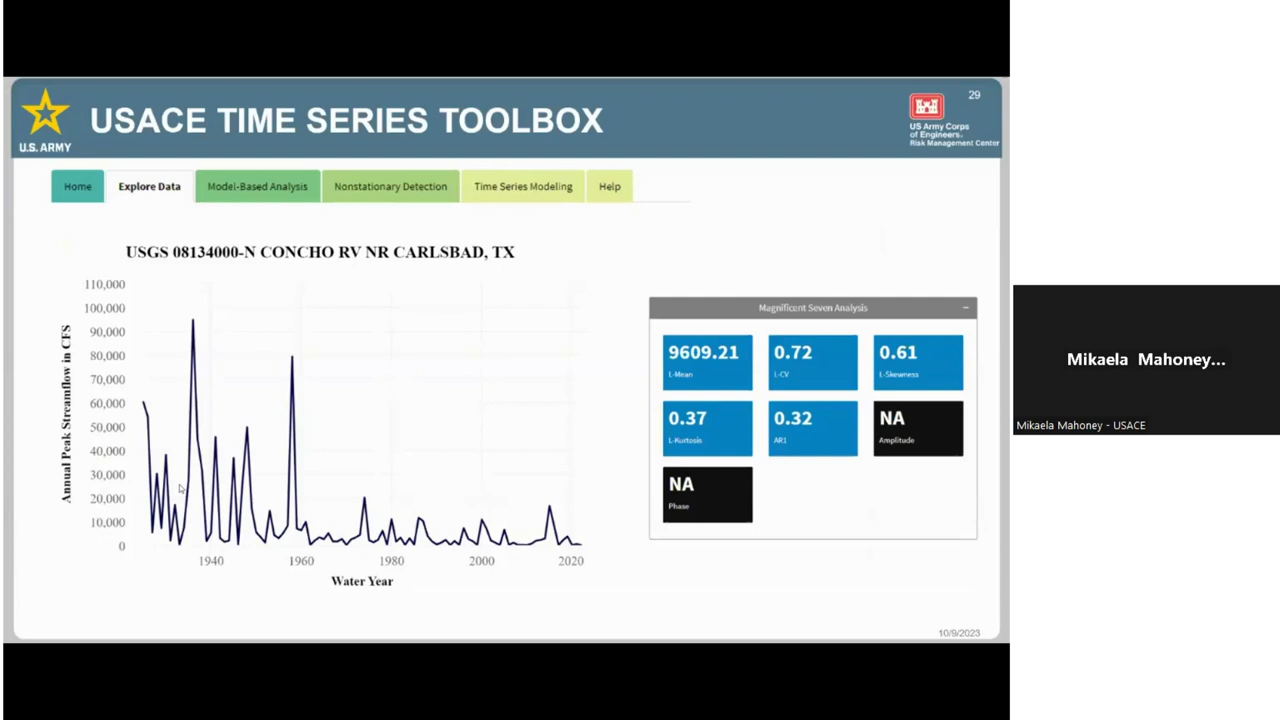 29
USACE TIME SERIES TOOLBOX
U.S. ARMY
US Army Corps
of Engineers®
Risk Management Center
Home Explore Data Model-Based Analysis Nonstationary Detection Time Series Modeling Help
USGS 08134000-N CONCHO RV NR CARLSBAD, TX
Annual Peak Streamflow in CFS
110,000
100,000
90,000
80,000
70,000
60,000
50,000
40,000
30,000
20,000
10,000
0
1940 1960 1980 2000 2020
Water Year
Magnificent Seven Analysis
9609.21 0.72 0.61
L-Mean L-CV L-Skewness
0.37 0.32 NA
L-Kurtosis AR1 Amplitude
NA
Phase
10/9/2023
Mikaela Mahoney...
Mikaela Mahoney - USACE